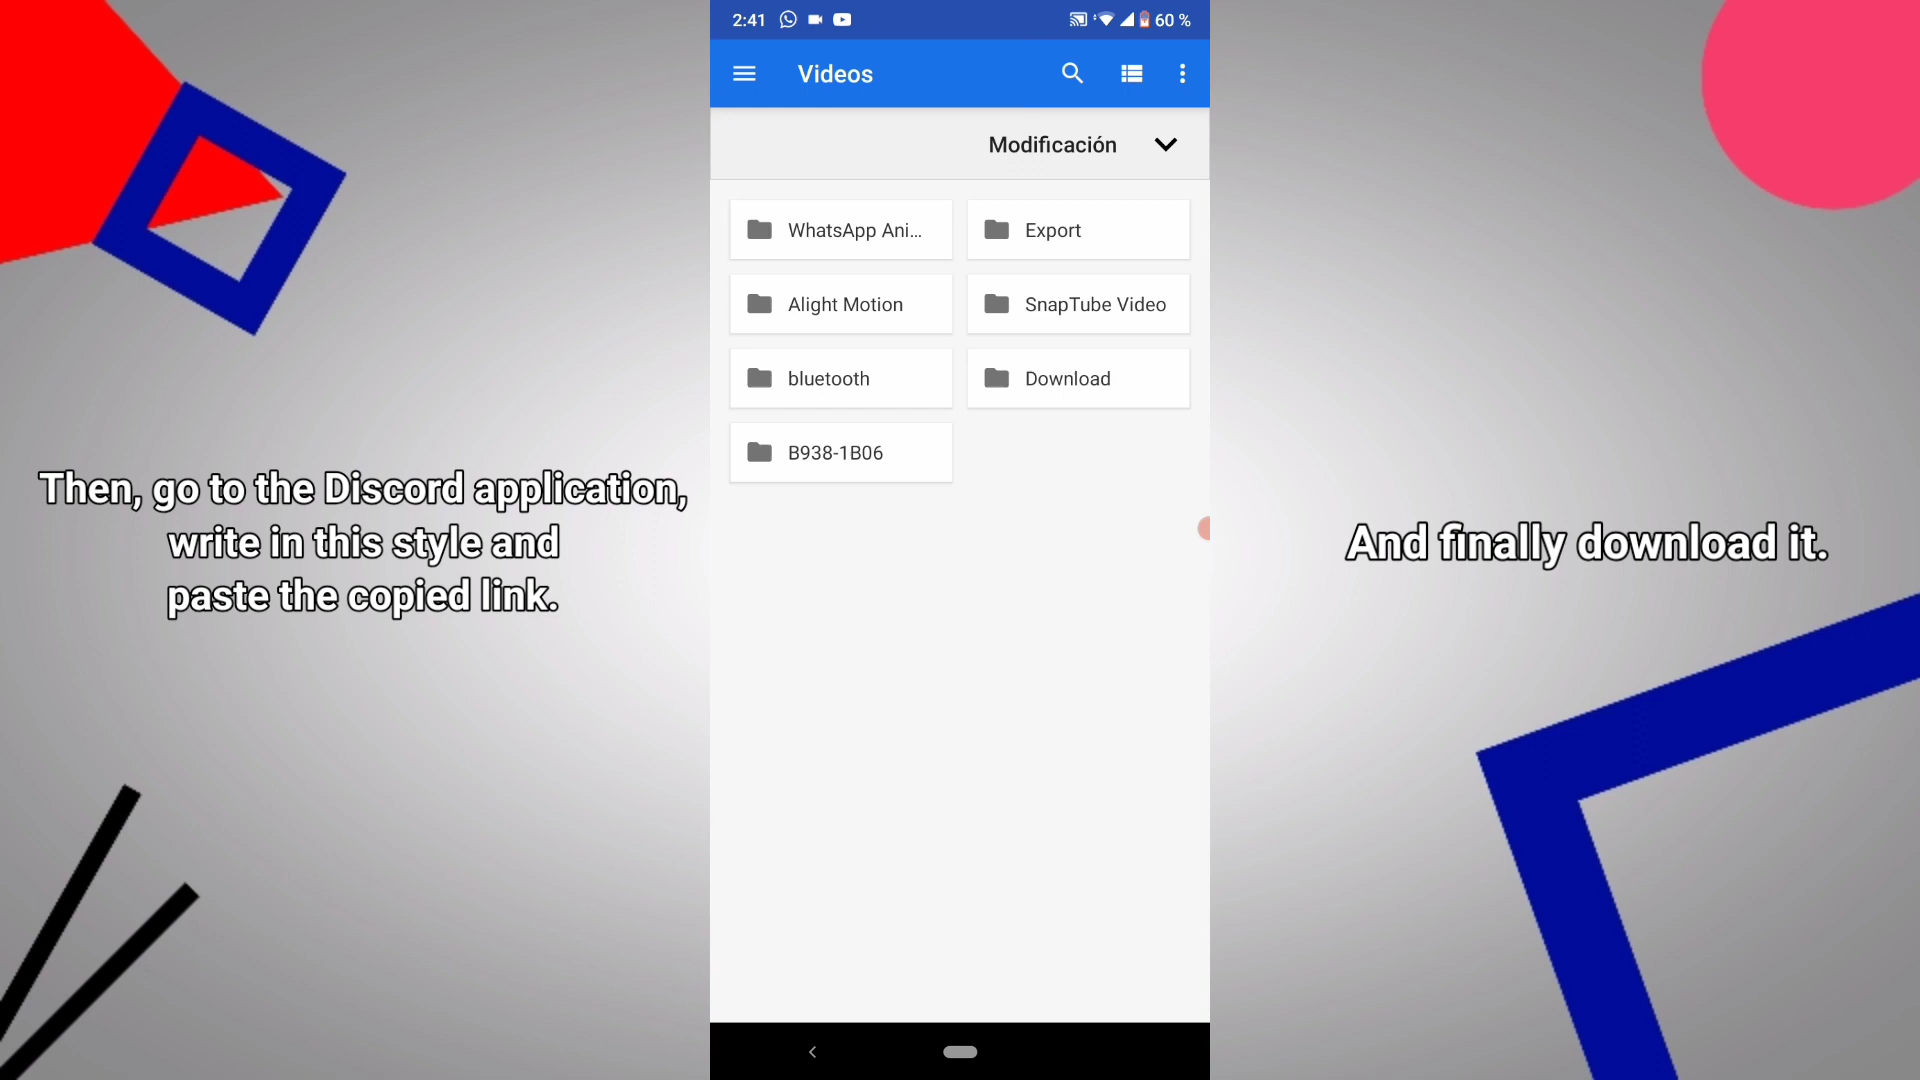 2:41
60 %
Videos
Modificación
WhatsApp Ani...
Export
Alight Motion
SnapTube Video
bluetooth
Download
B938-1B06
Then, go to the Discord application,
write in this style and
paste the copied link.
And finally download it.